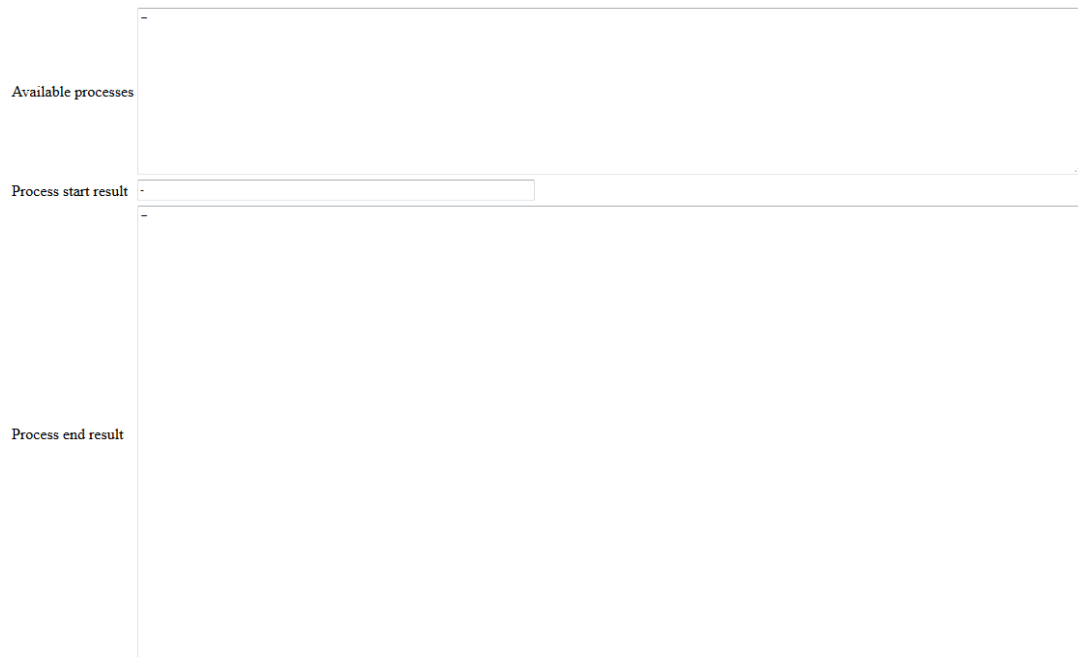 -
Available processes
Process start result -
-
Process end result